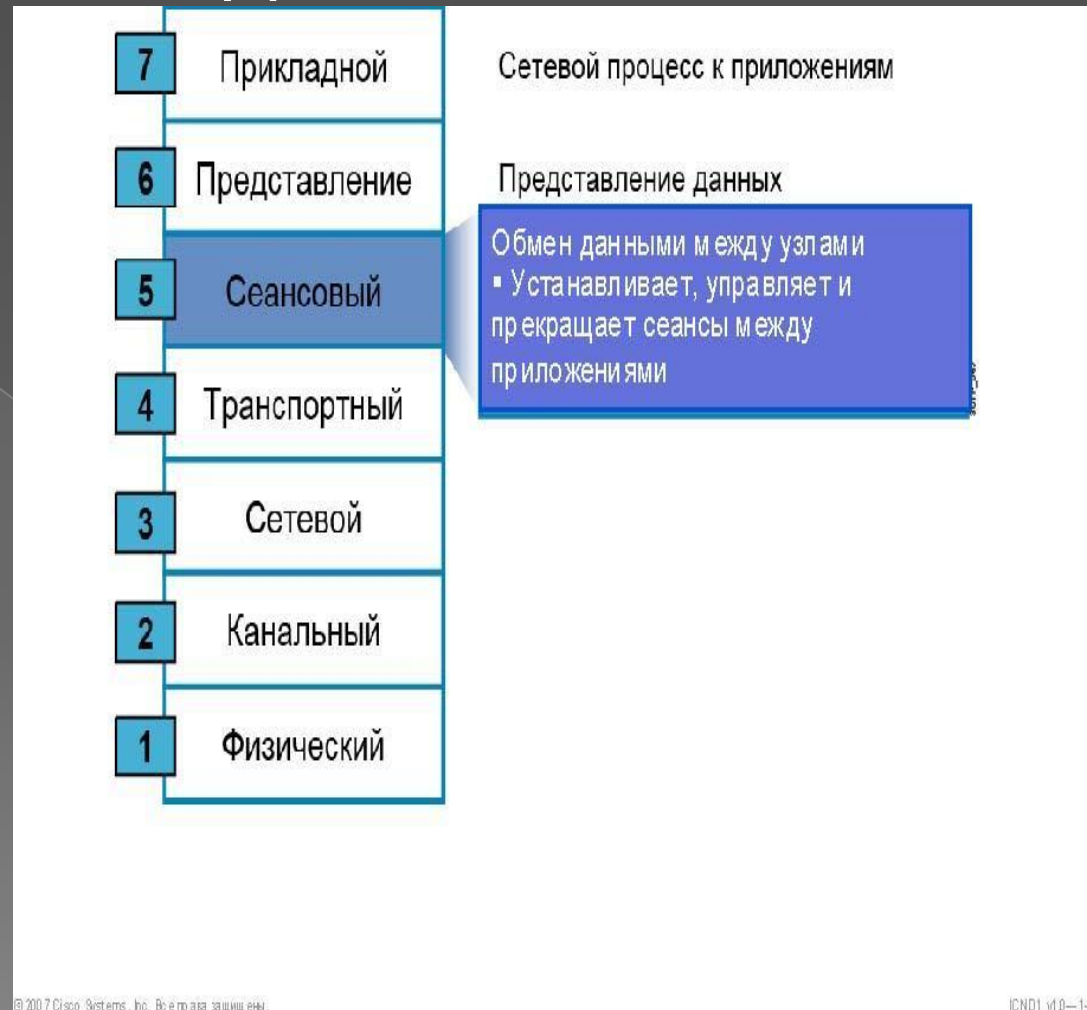 7 Прикладной Сетевой процесс к приложениям
6 Представление Представление данных
5 Сеансовый
Обмен данными между узлами
▪ Устанавливает, управляет и
прекращает сеансы между
приложениями
4 Транспортный
3 Сетевой
2 Канальный
1 Физический
© 2007 Cisco Systems, Inc. Все права защищены. ICND1 v1.0—1-